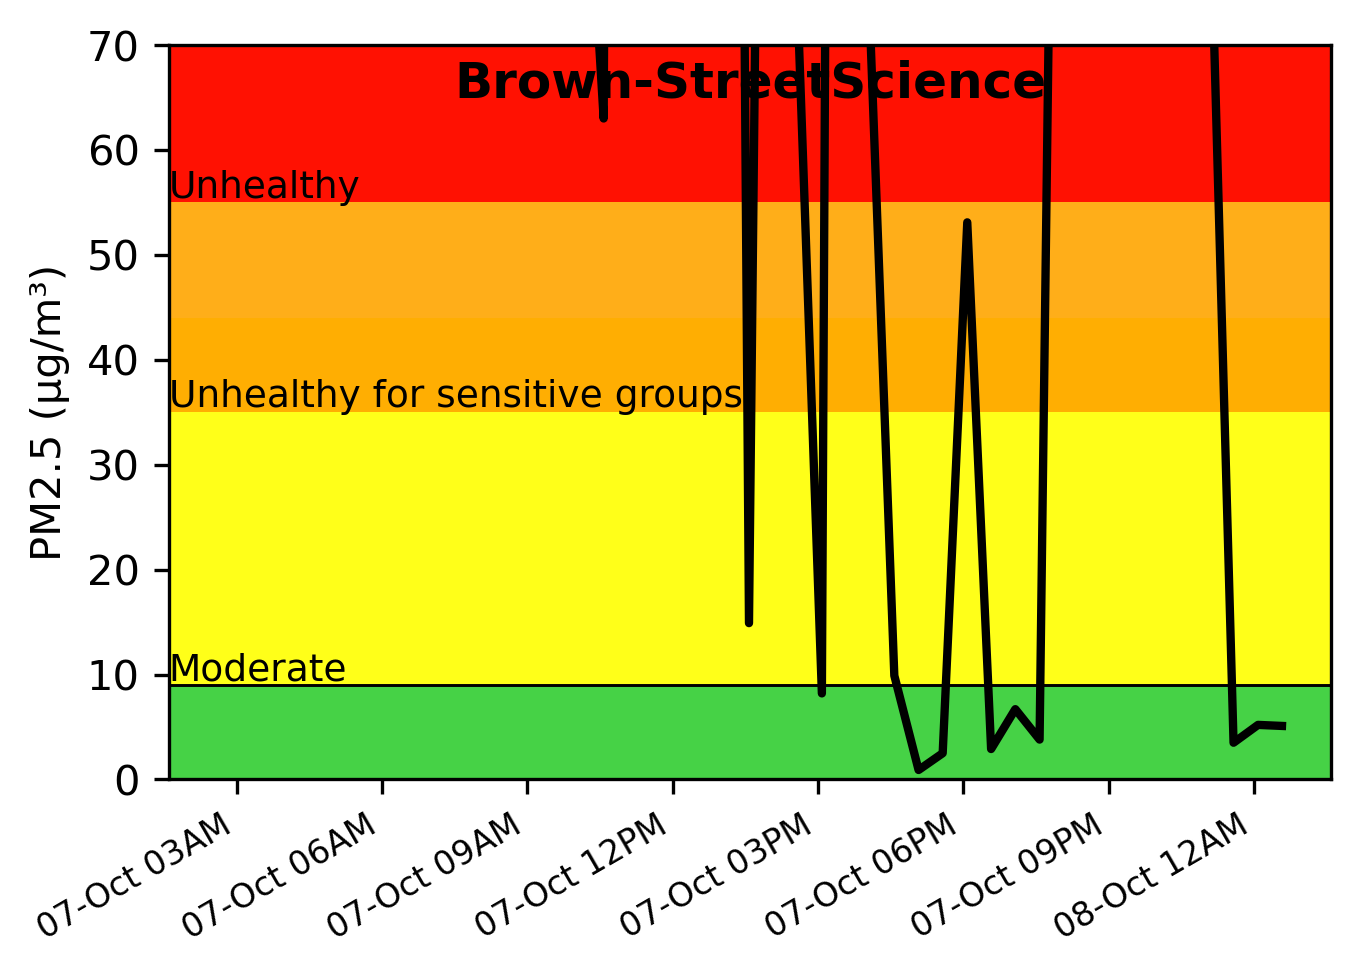 Brown-StreetScience
PM2.5 (µg/m³)
70
60
50
40
30
20
10
0
Unhealthy
Unhealthy for sensitive groups
Moderate
07-Oct 03AM
07-Oct 06AM
07-Oct 09AM
07-Oct 12PM
07-Oct 03PM
07-Oct 06PM
07-Oct 09PM
08-Oct 12AM